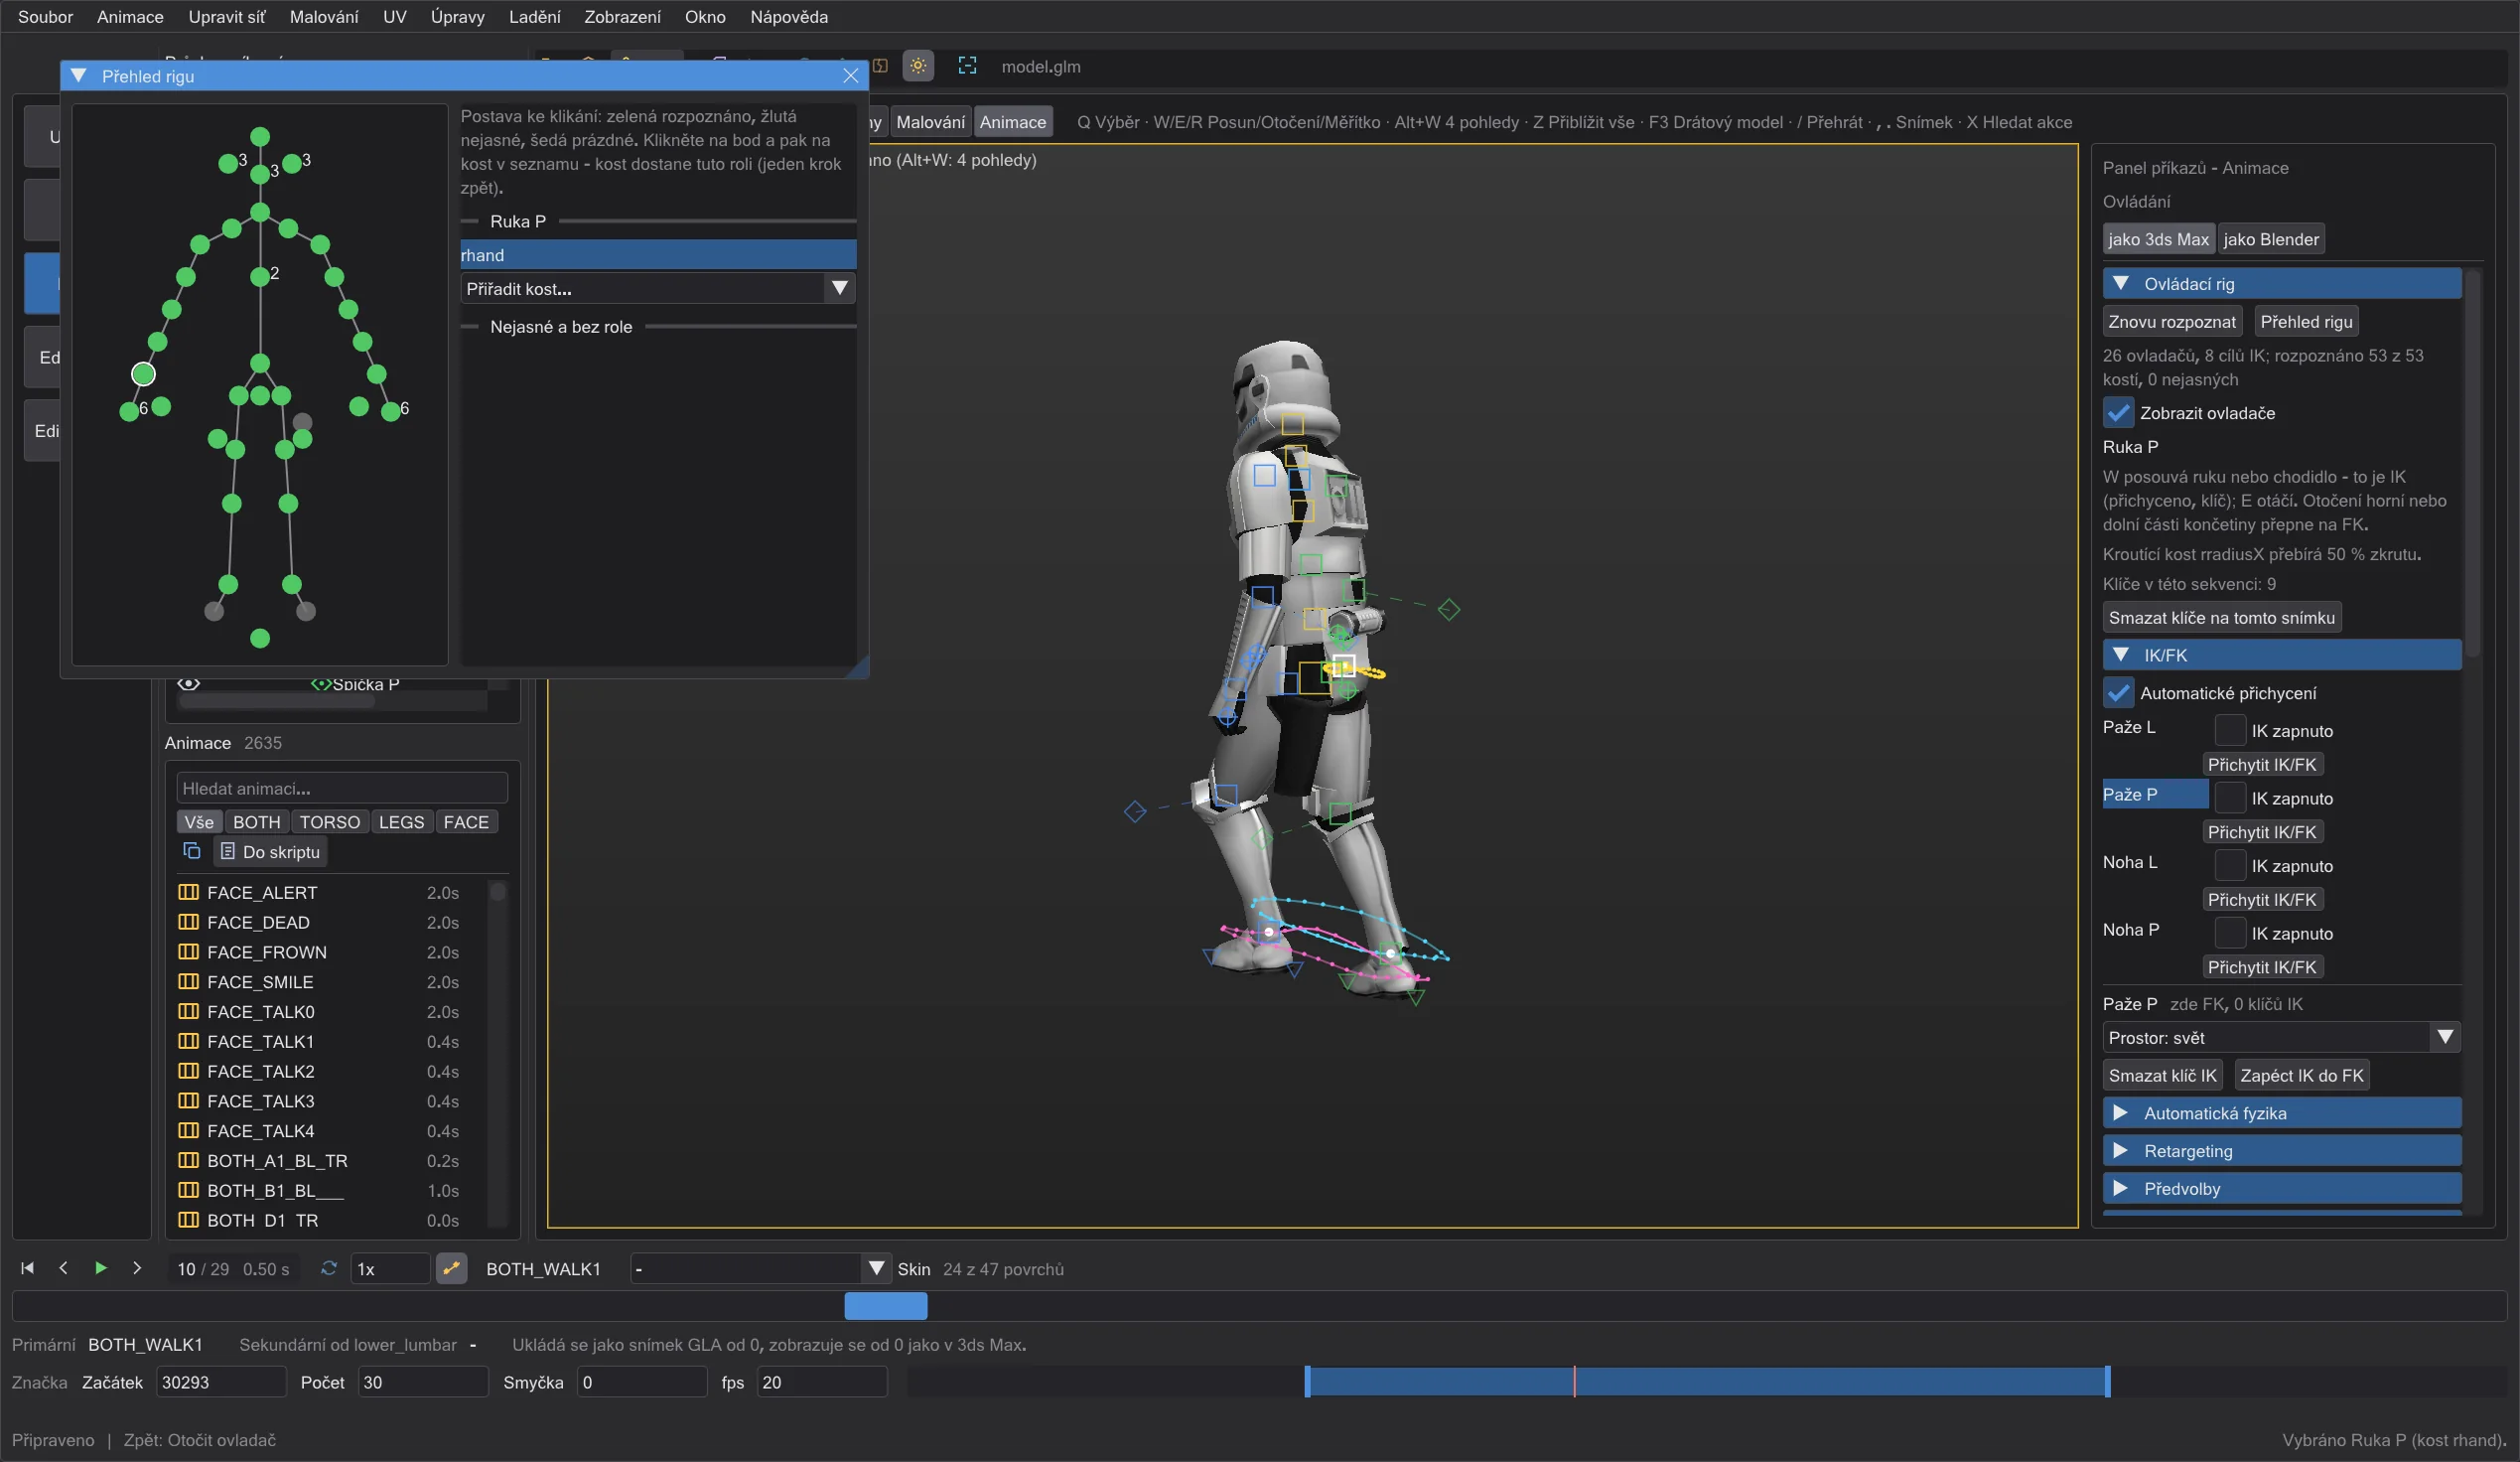 Soubor Animace Upravit síť Malování UV Úpravy Ladění Zobrazení Okno Nápověda
model.glm
Přehled rigu
Malování Animace Q Výběr · W/E/R Posun/Otočení/Měřítko · Alt+W 4 pohledy · Z Přiblížit vše · F3 Drátový model · / Přehrát · , . Snímek · X Hledat akce
(Alt+W: 4 pohledy)
3
3
3
2
6
6
Postava ke klikání: zelená rozpoznáno, žlutá
nejasné, šedá prázdné. Klikněte na bod a pak na
kost v seznamu - kost dostane tuto roli (jeden krok
zpět).
Ruka P
rhand
Přiřadit kost...
Nejasné a bez role
Špička P
Animace 2635
Hledat animaci...
Vše BOTH TORSO LEGS FACE
Do skriptu
FACE_ALERT 2.0s
FACE_DEAD 2.0s
FACE_FROWN 2.0s
FACE_SMILE 2.0s
FACE_TALK0 2.0s
FACE_TALK1 0.4s
FACE_TALK2 0.4s
FACE_TALK3 0.4s
FACE_TALK4 0.4s
BOTH_A1_BL_TR 0.2s
BOTH_B1_BL___ 1.0s
BOTH_D1_TR 0.0s
Panel příkazů - Animace
Ovládání
jako 3ds Max jako Blender
Ovládací rig
Znovu rozpoznat Přehled rigu
26 ovladačů, 8 cílů IK; rozpoznáno 53 z 53
kostí, 0 nejasných
Zobrazit ovladače
Ruka P
W posouvá ruku nebo chodidlo - to je IK
(přichyceno, klíč); E otáčí. Otočení horní nebo
dolní části končetiny přepne na FK.
Kroutící kost rradiusX přebírá 50 % zkrutu.
Klíče v této sekvenci: 9
Smazat klíče na tomto snímku
IK/FK
Automatické přichycení
Paže L IK zapnuto
Přichytit IK/FK
Paže P IK zapnuto
Přichytit IK/FK
Noha L IK zapnuto
Přichytit IK/FK
Noha P IK zapnuto
Přichytit IK/FK
Paže P zde FK, 0 klíčů IK
Prostor: svět
Smazat klíč IK Zapéct IK do FK
Automatická fyzika
Retargeting
Předvolby
10 / 29 0.50 s 1x BOTH_WALK1 - Skin 24 z 47 povrchů
Primární BOTH_WALK1 Sekundární od lower_lumbar - Ukládá se jako snímek GLA od 0, zobrazuje se od 0 jako v 3ds Max.
Značka Začátek 30293 Počet 30 Smyčka 0 fps 20
Připraveno | Zpět: Otočit ovladač
Vybráno Ruka P (kost rhand).